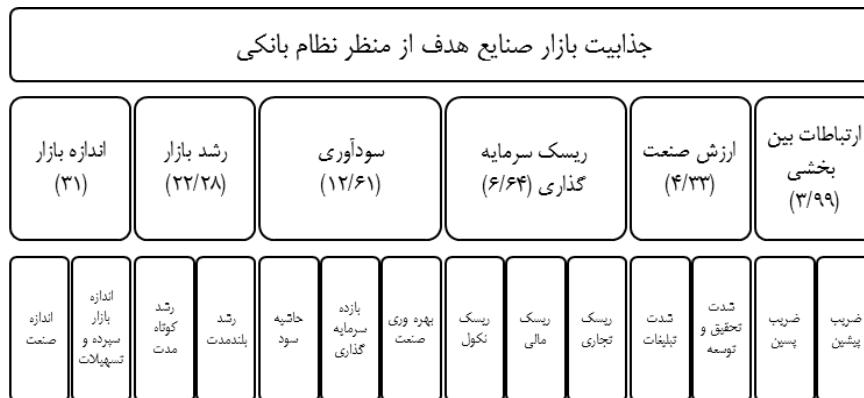 جذابیت بازار صنایع هدف از منظر نظام بانکی
ارتباطات بین
بخشی
(۳/۹۹)
ارزش صنعت
(۴/۳۳)
ریسک سرمایه
گذاری (۶/۶۴)
سودآوری
(۱۲/۶۱)
رشد بازار
(۲۲/۲۸)
اندازه بازار
(۳۱)
ضریب
پیشین
ضریب
پسین
شدت
تحقیق و
توسعه
شدت
تبلیغات
ریسک
تجاری
ریسک
مالی
ریسک
نکول
بهره وری
صنعت
بازده
سرمایه
گذاری
حاشیه
سود
رشد
بلندمدت
رشد
کوتاه
مدت
اندازه
بازار
سپرده و
تسهیلات
اندازه
صنعت